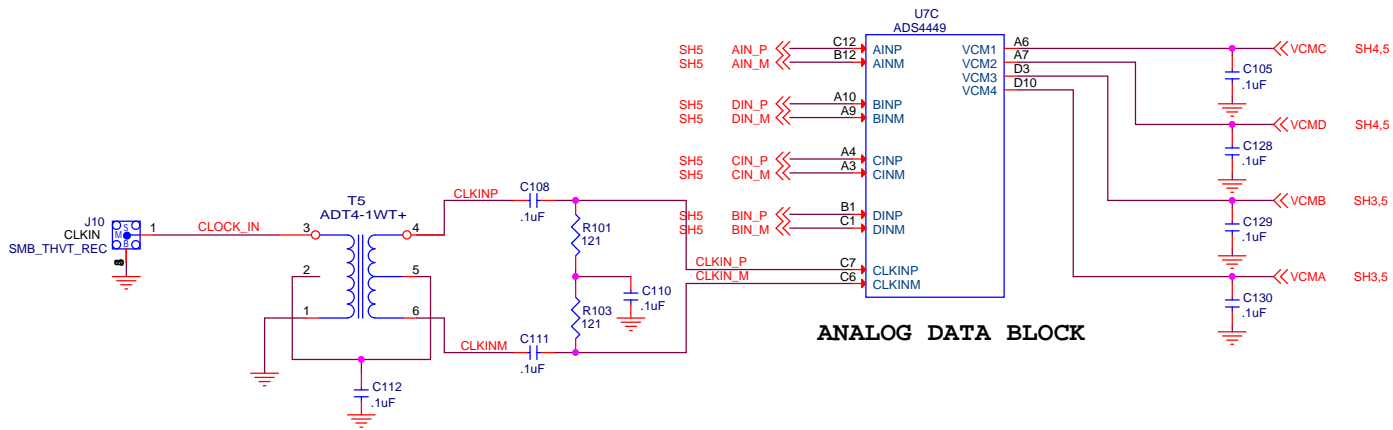 U7C
ADS4449
SH5 AIN_P C12 AINP VCM1 A6 VCMC SH4,5
SH5 AIN_M B12 AINM VCM2 A7
VCM3 D3
VCM4 D10
C105
.1uF
SH5 DIN_P A10 BINP
SH5 DIN_M A9 BINM
VCMD SH4,5
C128
.1uF
SH5 CIN_P A4 CINP
SH5 CIN_M A3 CINM
SH5 BIN_P B1 DINP
SH5 BIN_M C1 DINM
VCMB SH3,5
C129
.1uF
CLKIN_P C7 CLKINP
CLKIN_M C6 CLKINM
VCMA SH3,5
C130
.1uF
ANALOG DATA BLOCK
T5
ADT4-1WT+
CLKINP
C108
.1uF
J10
CLKIN
SMB_THVT_REC
S
M
B
1
CLOCK_IN
3
4
2
5
1
6
R101
121
C110
.1uF
R103
121
CLKINM
C111
.1uF
C112
.1uF